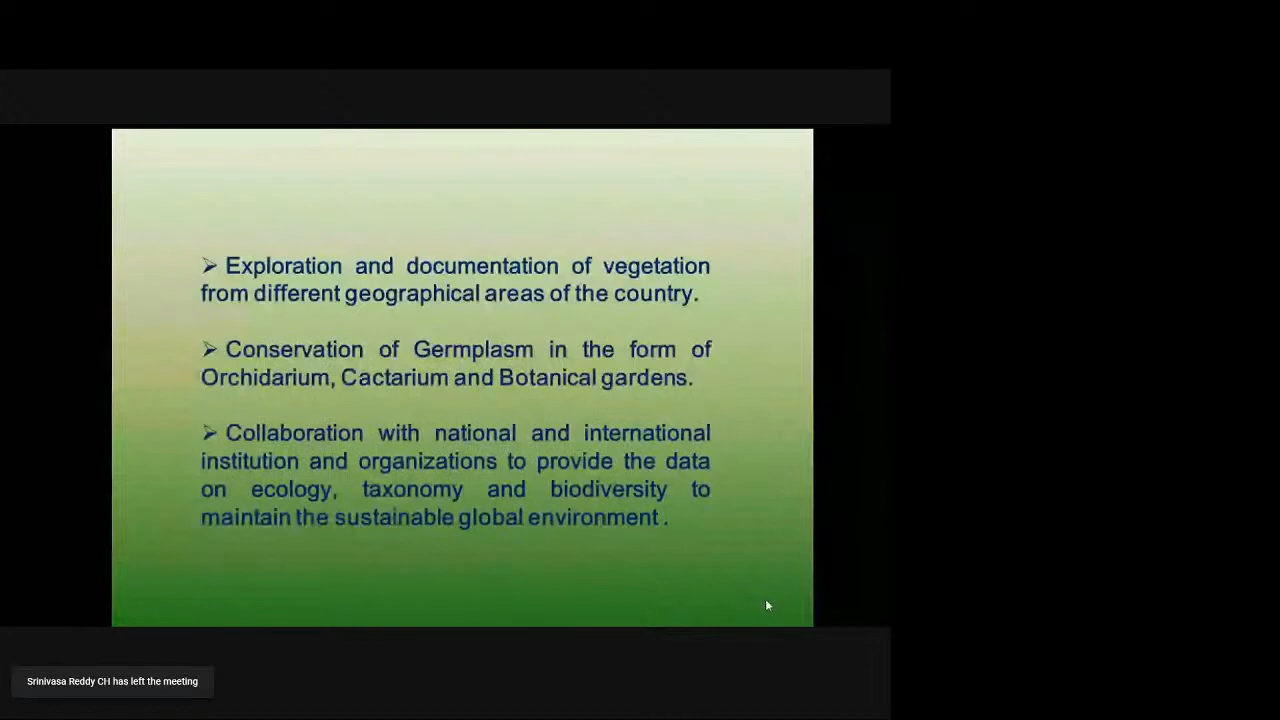 ➢ Exploration and documentation of vegetation
from different geographical areas of the country.
➢ Conservation of Germplasm in the form of
Orchidarium, Cactarium and Botanical gardens.
➢ Collaboration with national and international
institution and organizations to provide the data
on ecology, taxonomy and biodiversity to
maintain the sustainable global environment .
Srinivasa Reddy CH has left the meeting